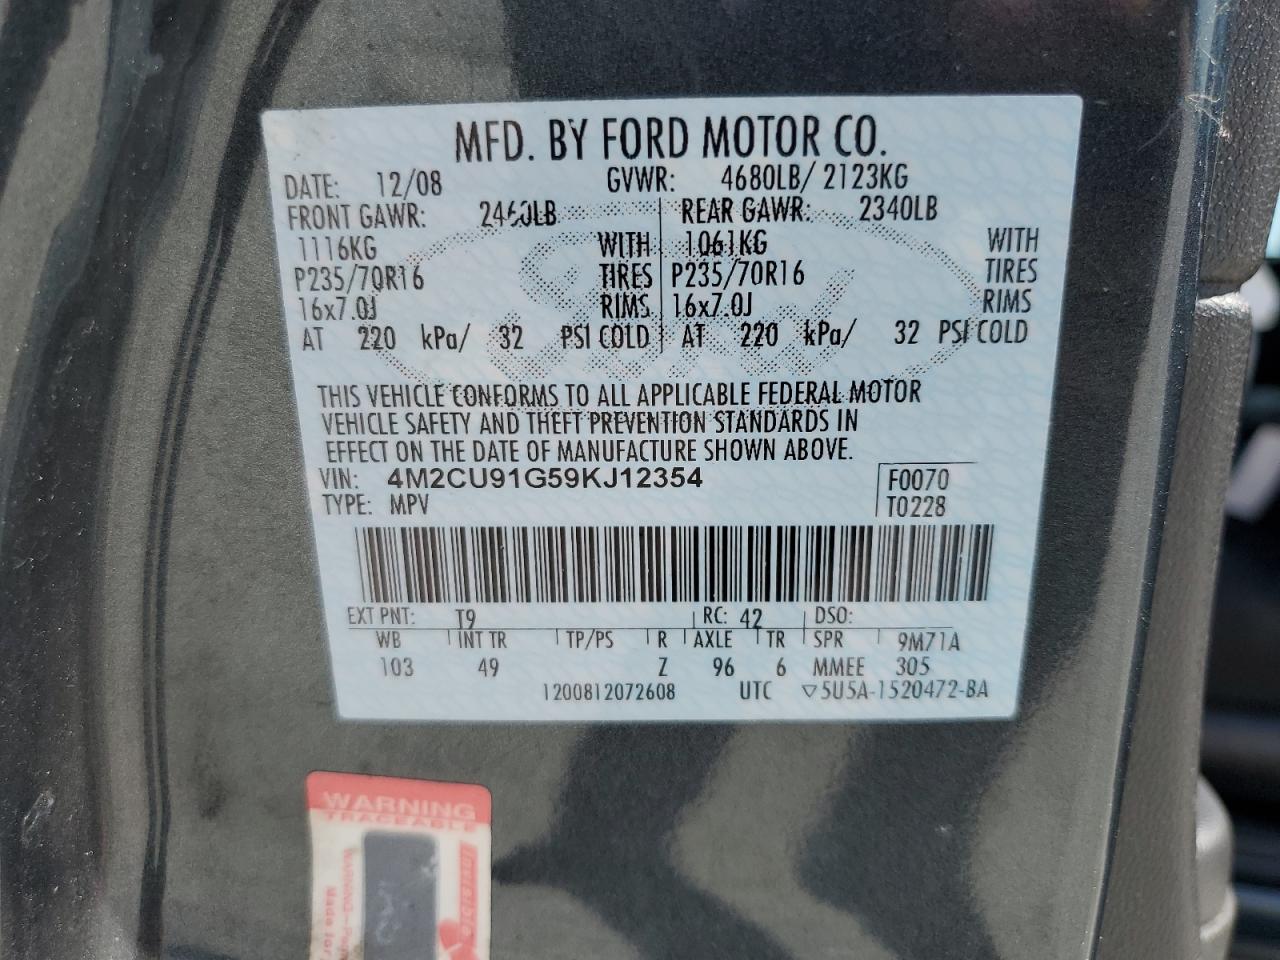 MFD. BY FORD MOTOR CO.
DATE: 12/08 GVWR: 4680LB/ 2123KG
FRONT GAWR: 2460LB REAR GAWR: 2340LB
1116KG WITH 1061KG WITH
P235/70R16 TIRES P235/70R16 TIRES
16x7.0J RIMS 16x7.0J RIMS
AT 220 kPa/ 32 PSI COLD AT 220 kPa/ 32 PSI COLD
THIS VEHICLE CONFORMS TO ALL APPLICABLE FEDERAL MOTOR
VEHICLE SAFETY AND THEFT PREVENTION STANDARDS IN
EFFECT ON THE DATE OF MANUFACTURE SHOWN ABOVE.
VIN: 4M2CU91G59KJ12354 F0070
TYPE: MPV T0228
EXT PNT: T9 RC: 42 DSO:
WB INT TR TP/PS R AXLE TR SPR 9M71A
103 49 Z 96 6 MMEE 305
1200812072608 UTC ▽5U5A-1520472-BA
WARNING
TRACEABLE
Invisible
WARNING
Made